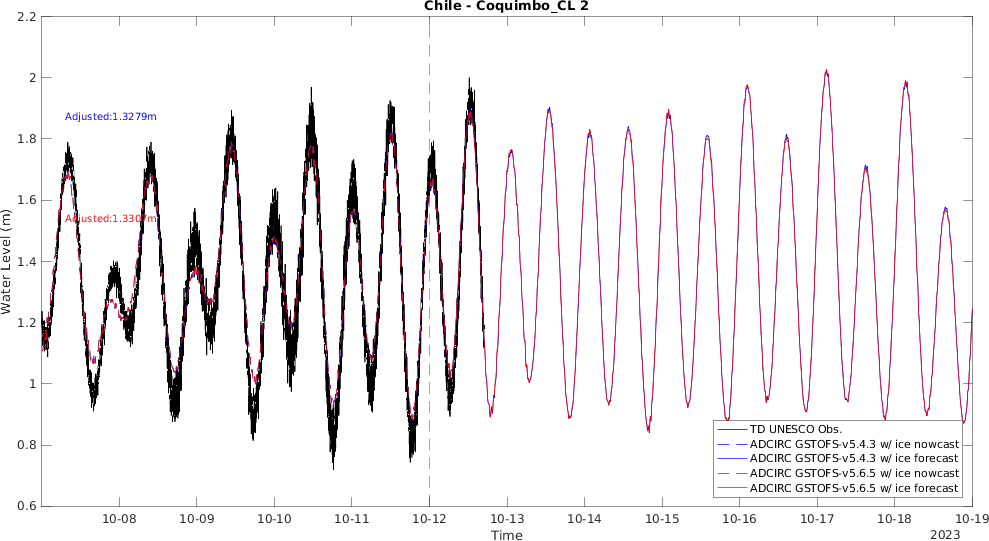 Chile - Coquimbo_CL 2
2.2
2
1.8
1.6
1.4
1.2
1
0.8
0.6
Water Level (m)
Adjusted:1.3279m
Adjusted:1.3307m
TD UNESCO Obs.
ADCIRC GSTOFS-v5.4.3 w/ ice nowcast
ADCIRC GSTOFS-v5.4.3 w/ ice forecast
ADCIRC GSTOFS-v5.6.5 w/ ice nowcast
ADCIRC GSTOFS-v5.6.5 w/ ice forecast
10-08 10-09 10-10 10-11 10-12 10-13 10-14 10-15 10-16 10-17 10-18 10-19
Time
2023